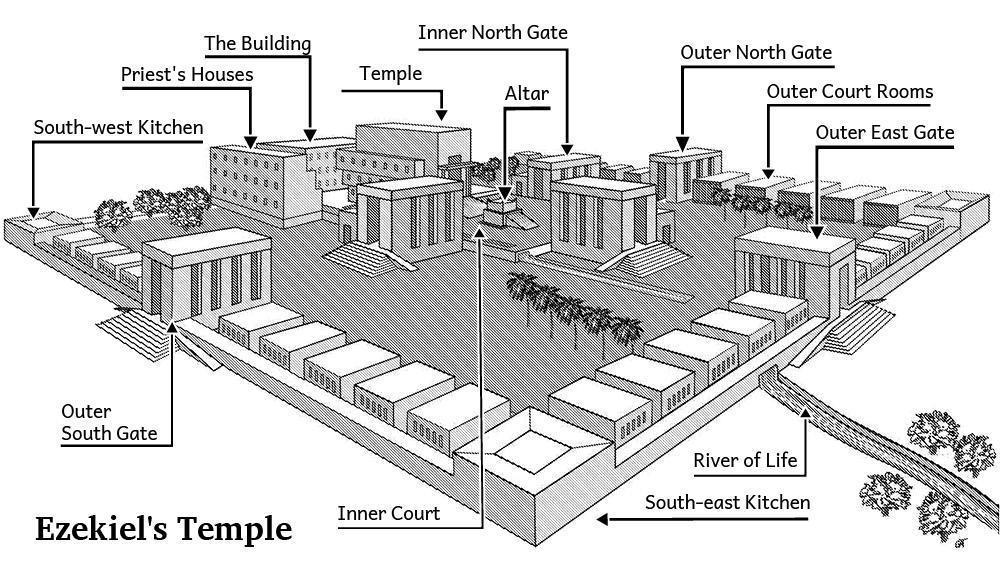 Inner North Gate
The Building
Outer North Gate
Priest's Houses
Temple
Altar
Outer Court Rooms
South-west Kitchen
Outer East Gate
Outer
South Gate
River of Life
South-east Kitchen
Inner Court
Ezekiel's Temple